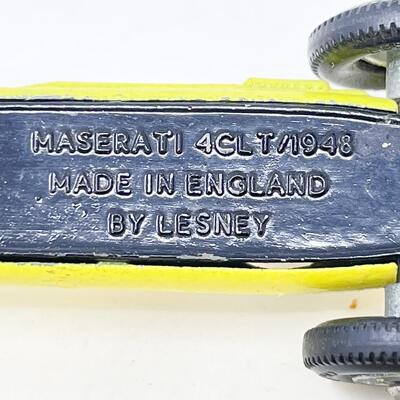 MASERATI 4CLT/1948
MADE IN ENGLAND
BY LESNEY